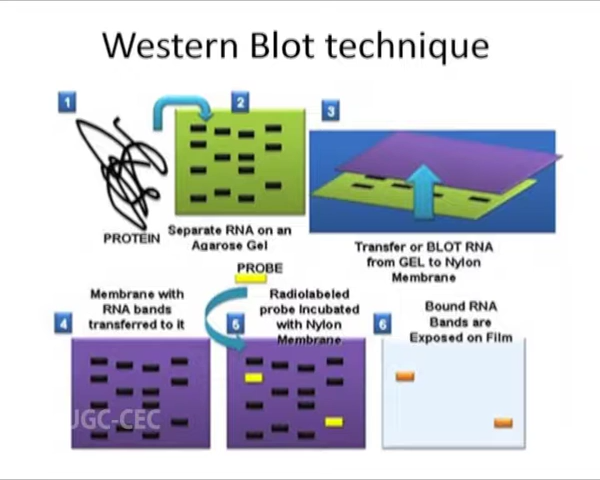 Western Blot technique
1
2
3
PROTEIN
Separate RNA on an
Agarose Gel
Transfer or BLOT RNA
from GEL to Nylon
Membrane
PROBE
4
Membrane with
RNA bands
transferred to it
5
Radiolabeled
probe Incubated
with Nylon
Membrane
6
Bound RNA
Bands are
Exposed on Film
UGC-CEC